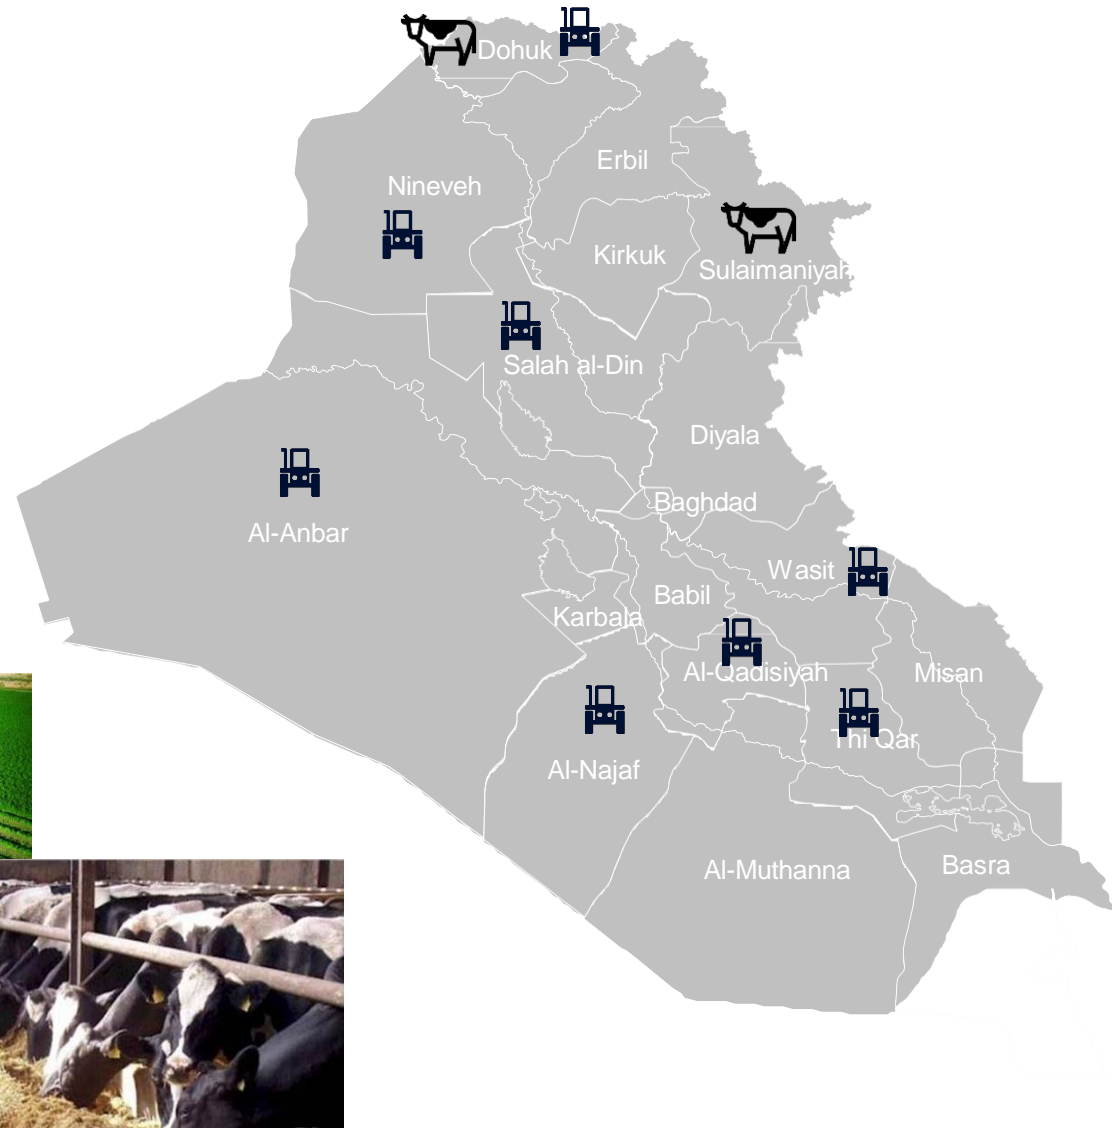 Dohuk
Erbil
Nineveh
Kirkuk
Sulaimaniyah
Salah al-Din
Diyala
Baghdad
Al-Anbar
Wasit
Babil
Karbala
Al-Qadisiyah
Misan
Thi Qar
Al-Najaf
Al-Muthanna
Basra